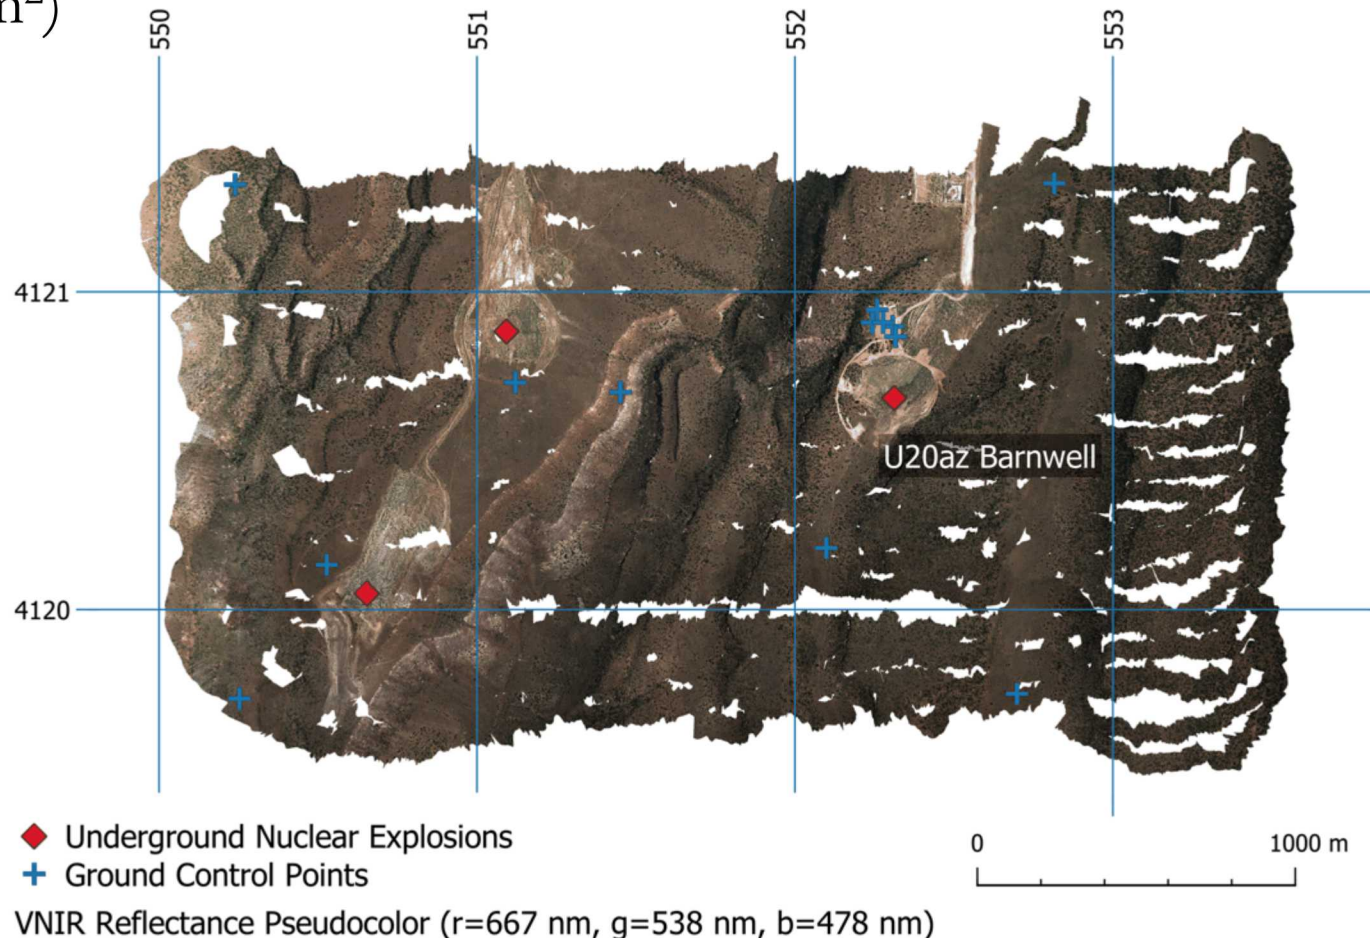 n²)
550
551
552
553
4121
U20az Barnwell
4120
Underground Nuclear Explosions
Ground Control Points
0 1000 m
VNIR Reflectance Pseudocolor (r=667 nm, g=538 nm, b=478 nm)